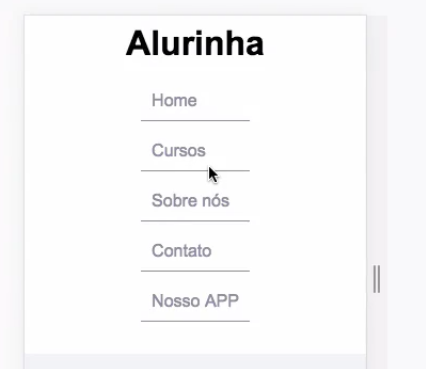 Alurinha
Home
Cursos
Sobre nós
Contato
Nosso APP